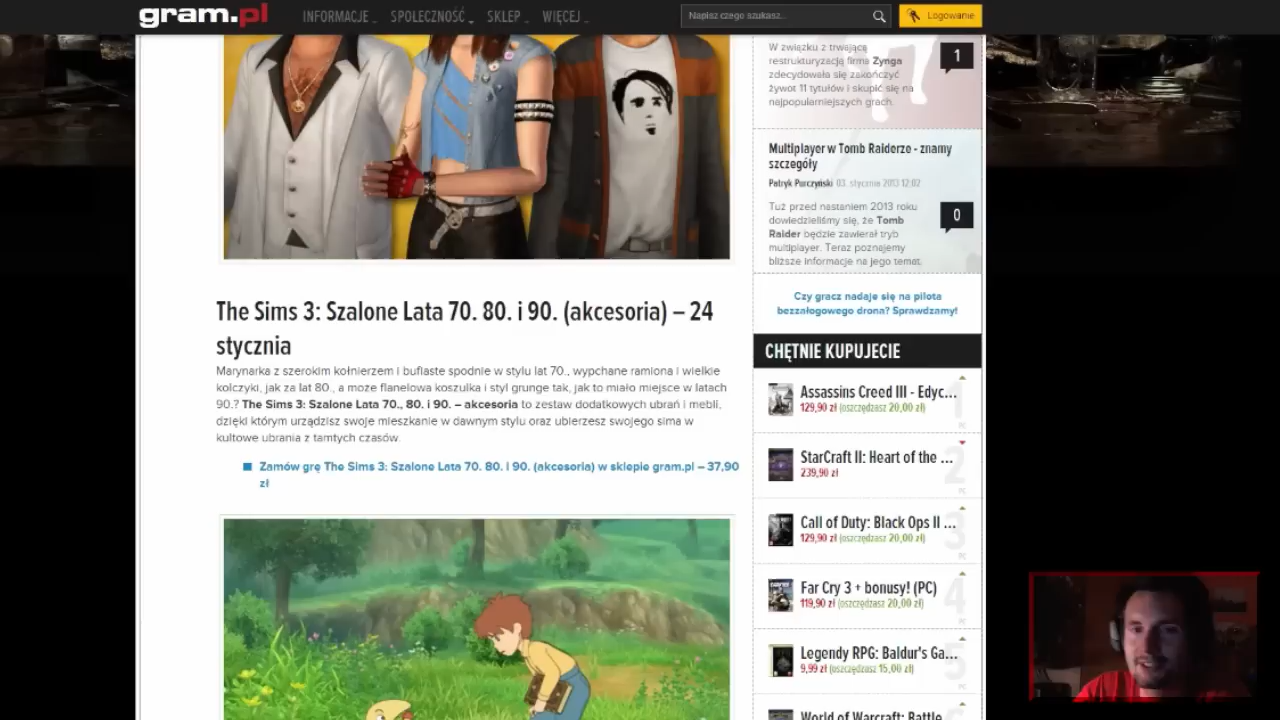 gram.pl
INFORMACJE SPOŁECZNOŚĆ SKLEP WIĘCEJ
Napisz czego szukasz..
Logowanie
The Sims 3: Szalone Lata 70. 80. i 90. (akcesoria) – 24
stycznia
Marynarka z szerokim kołnierzem i buflaste spodnie w stylu lat 70., wypchane ramiona i wielkie
kolczyki, jak za lat 80., a może flanelowa koszulka i styl grunge tak, jak to miało miejsce w latach
90.? The Sims 3: Szalone Lata 70., 80. i 90. – akcesoria to zestaw dodatkowych ubrań i mebli,
dzięki którym urządzisz swoje mieszkanie w dawnym stylu oraz ubierzesz swojego sima w
kultowe ubrania z tamtych czasów.
Zamów grę The Sims 3: Szalone Lata 70. 80. i 90. (akcesoria) w sklepie gram.pl – 37,90
zł
W związku z trwającą
restrukturyzacją firma Zynga
zdecydowała się zakończyć
żywot 11 tytułów i skupić się na
najpopularniejszych grach.
1
Multiplayer w Tomb Raiderze - znamy
szczegóły
Patryk Purczyński 03. stycznia 2013 12:02
Tuż przed nastaniem 2013 roku
dowiedzieliśmy się, że Tomb
Raider będzie zawierał tryb
multiplayer. Teraz poznajemy
bliższe informacje na jego temat.
0
Czy gracz nadaje się na pilota
bezzałogowego drona? Sprawdzamy!
CHĘTNIE KUPUJECIE
Assassins Creed III - Edyc...
129,90 zł (oszczędzasz 20,00 zł)
1
PC
StarCraft II: Heart of the ...
239,90 zł
2
PC
Call of Duty: Black Ops II ...
129,90 zł (oszczędzasz 20,00 zł)
3
PC
Far Cry 3 + bonusy! (PC)
119,90 zł (oszczędzasz 20,00 zł)
4
PC
Legendy RPG: Baldur's Ga...
9,99 zł (oszczędzasz 15,00 zł)
5
PC
World of Warcraft: Battle